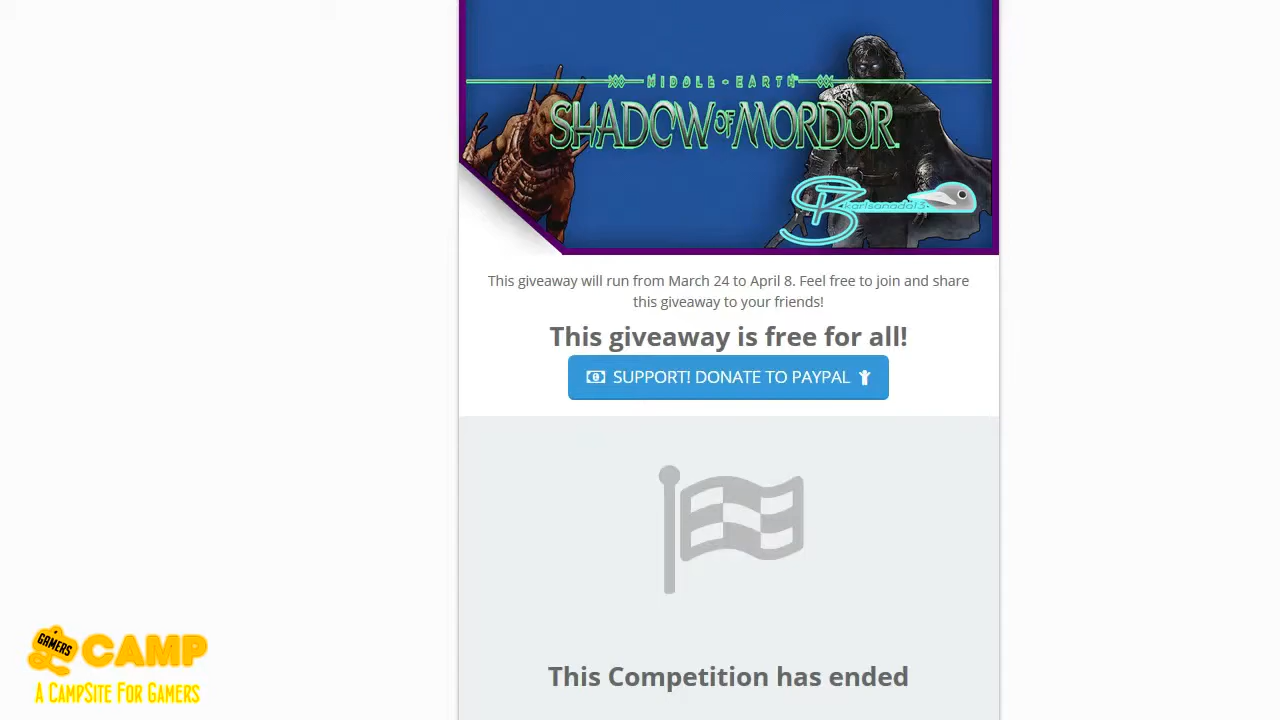 MIDDLE-EARTH
SHADOW OF MORDOR
karlsonado13
This giveaway will run from March 24 to April 8. Feel free to join and share
this giveaway to your friends!
This giveaway is free for all!
SUPPORT! DONATE TO PAYPAL
This Competition has ended
GAMERS
CAMP
A CAMPSITE FOR GAMERS